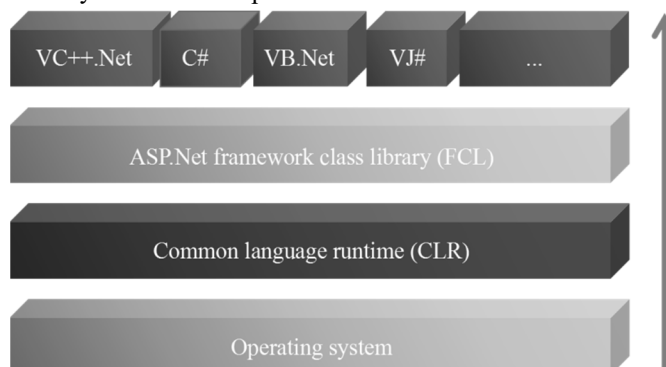 VC++.Net
C#
VB.Net
VJ#
...
ASP.Net framework class library (FCL)
Common language runtime (CLR)
Operating system